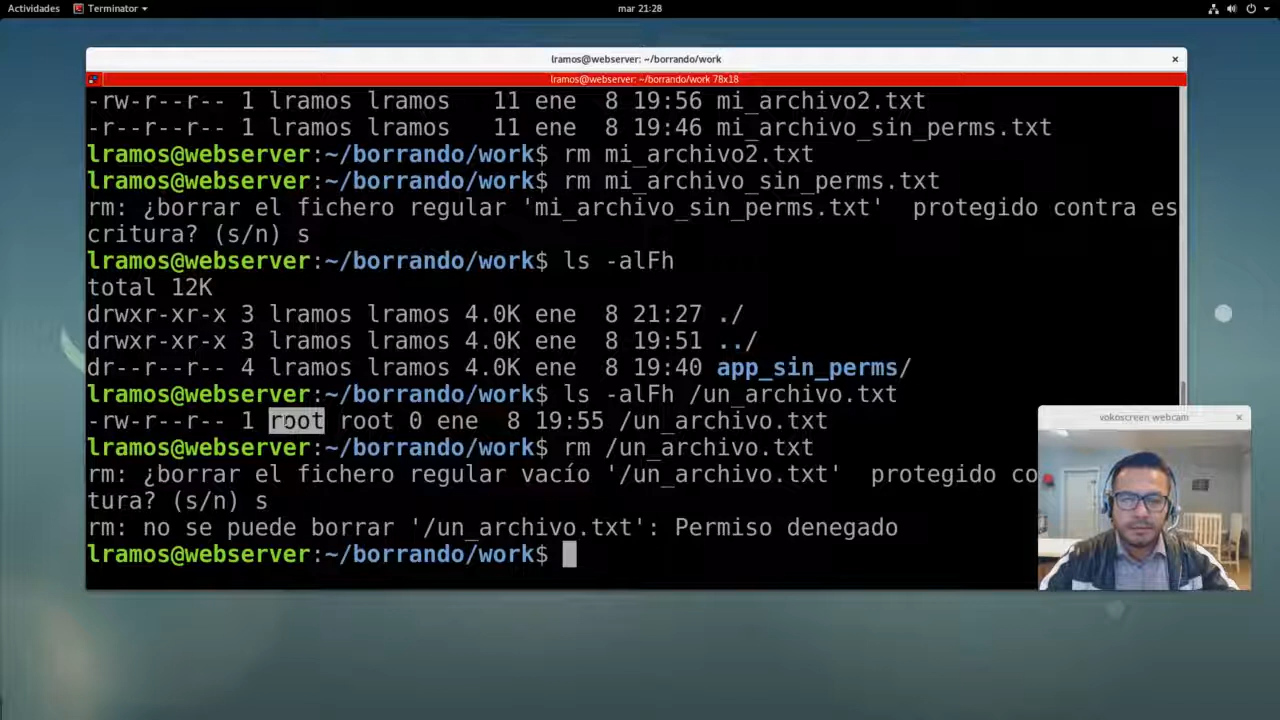 Actividades Terminator mar 21:28
lramos@webserver: ~/borrando/work
lramos@webserver: ~/borrando/work 78x18
-rw-r--r-- 1 lramos lramos   11 ene  8 19:56 mi_archivo2.txt
-r--r--r-- 1 lramos lramos   11 ene  8 19:46 mi_archivo_sin_perms.txt
lramos@webserver:~/borrando/work$ rm mi_archivo2.txt
lramos@webserver:~/borrando/work$ rm mi_archivo_sin_perms.txt
rm: ¿borrar el fichero regular 'mi_archivo_sin_perms.txt'  protegido contra es
critura? (s/n) s
lramos@webserver:~/borrando/work$ ls -alFh
total 12K
drwxr-xr-x 3 lramos lramos 4.0K ene  8 21:27 ./
drwxr-xr-x 3 lramos lramos 4.0K ene  8 19:51 ../
dr--r--r-- 4 lramos lramos 4.0K ene  8 19:40 app_sin_perms/
lramos@webserver:~/borrando/work$ ls -alFh /un_archivo.txt
-rw-r--r-- 1 root root 0 ene  8 19:55 /un_archivo.txt
lramos@webserver:~/borrando/work$ rm /un_archivo.txt
rm: ¿borrar el fichero regular vacío '/un_archivo.txt'  protegido co
tura? (s/n) s
rm: no se puede borrar '/un_archivo.txt': Permiso denegado
lramos@webserver:~/borrando/work$
vokoscreen webcam